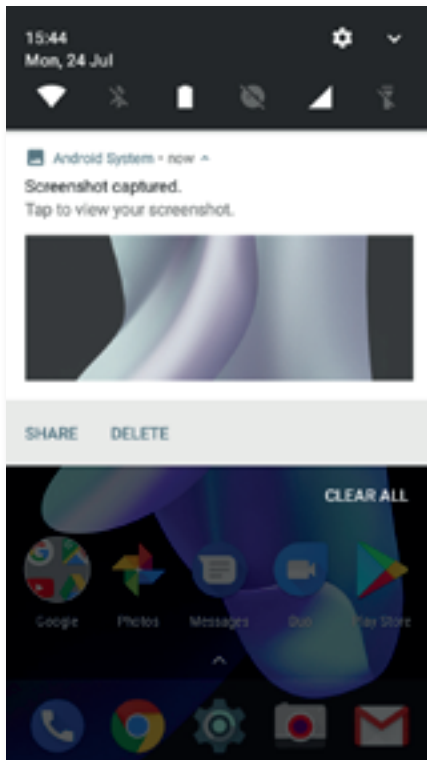 15:44
Mon, 24 Jul
Android System • now
Screenshot captured.
Tap to view your screenshot.
SHARE DELETE
CLEAR ALL
Google Photos Messages Duo Play Store